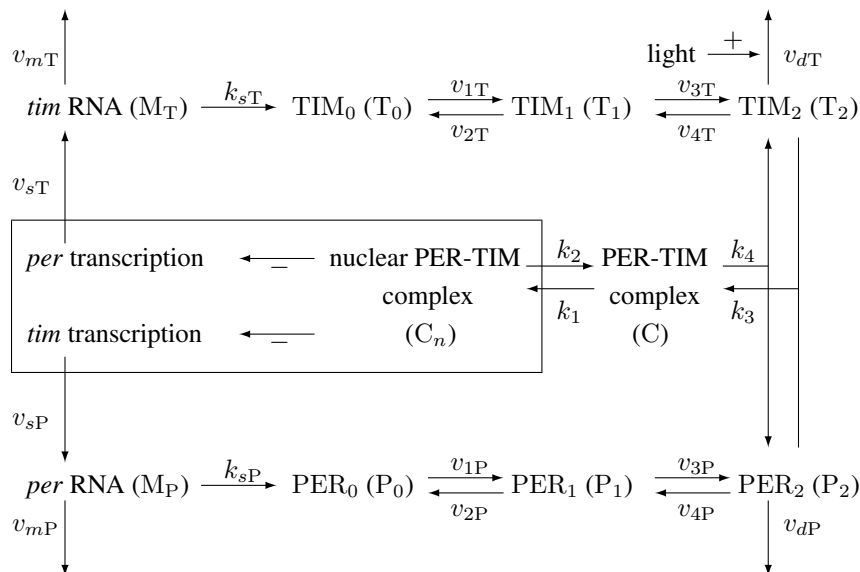 v_{mT}
light
+
v_{dT}
tim RNA (M_T)
k_{sT}
TIM_0 (T_0)
v_{1T}
v_{2T}
TIM_1 (T_1)
v_{3T}
v_{4T}
TIM_2 (T_2)
v_{sT}
per transcription
−
nuclear PER-TIM
complex
(C_n)
k_2
k_1
PER-TIM
complex
(C)
k_4
k_3
tim transcription
−
v_{sP}
per RNA (M_P)
k_{sP}
PER_0 (P_0)
v_{1P}
v_{2P}
PER_1 (P_1)
v_{3P}
v_{4P}
PER_2 (P_2)
v_{mP}
v_{dP}